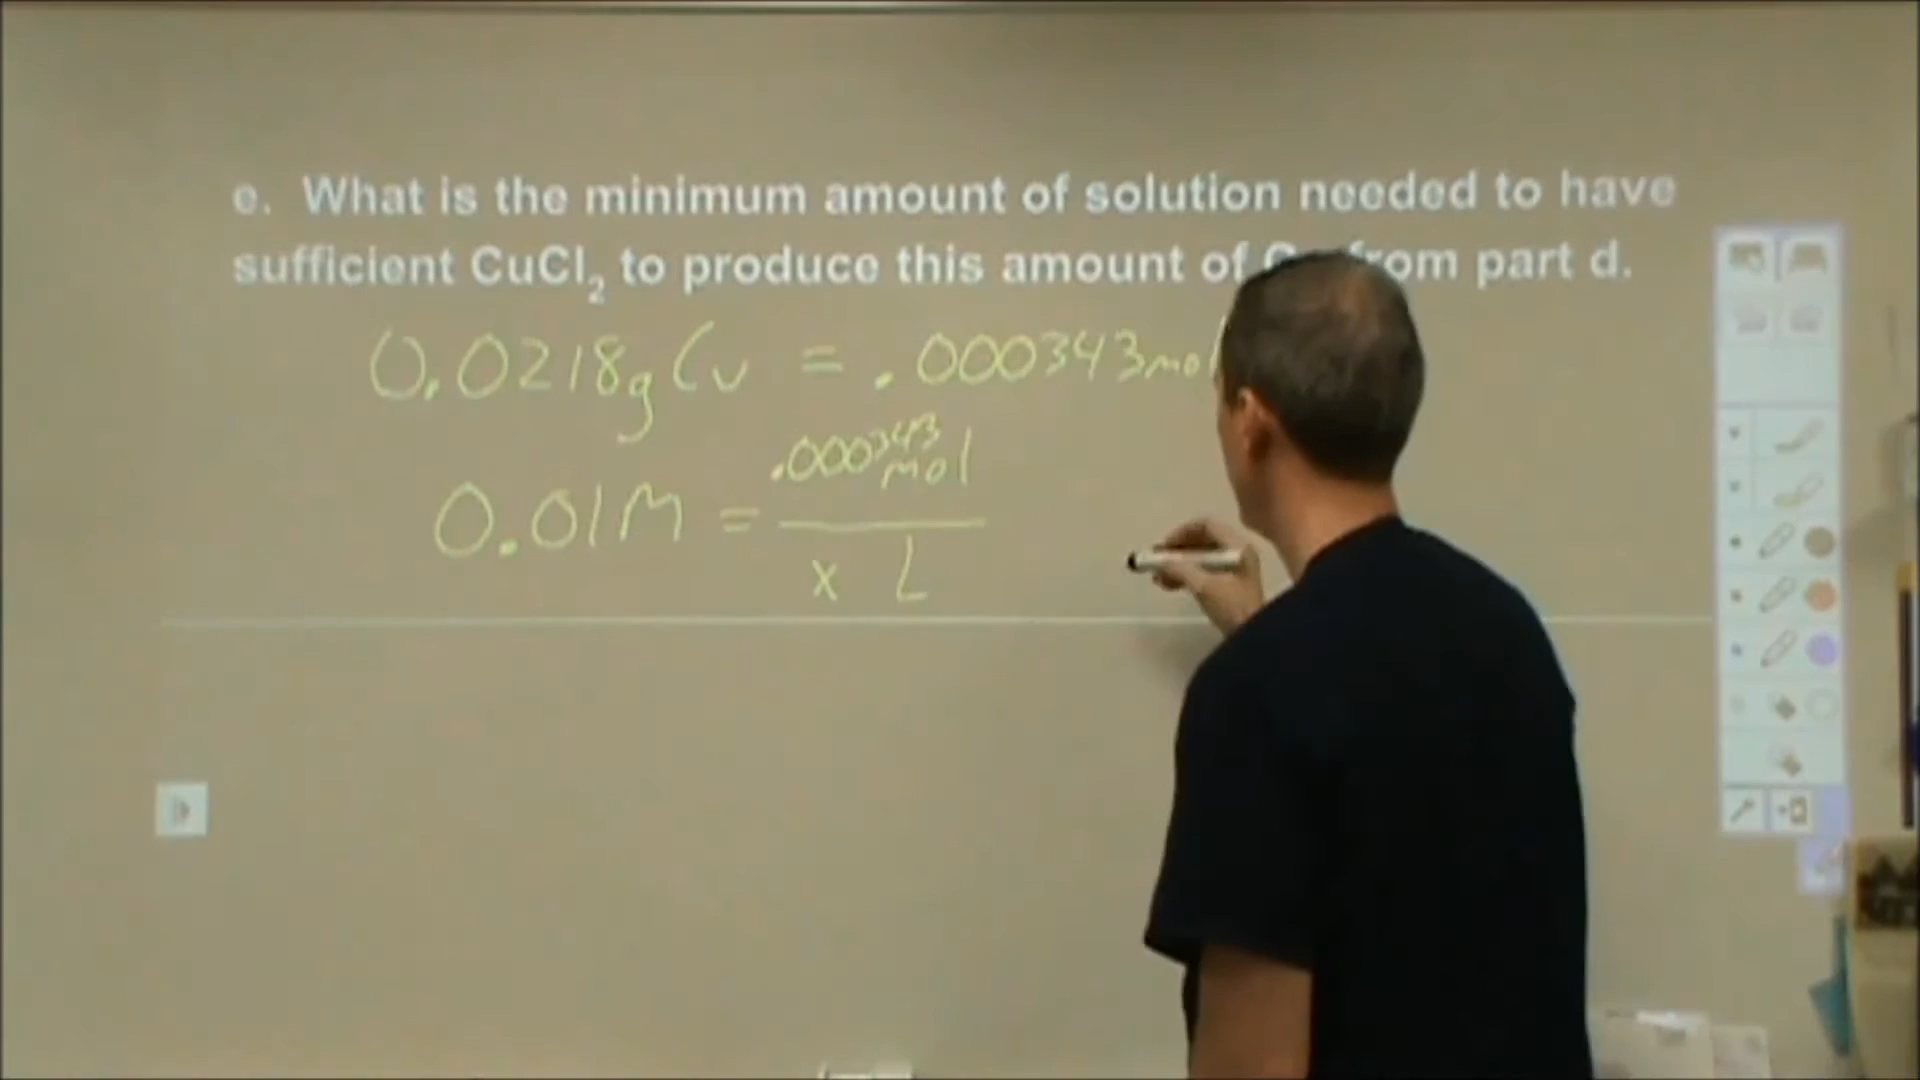 e. What is the minimum amount of solution needed to have
sufficient CuCl₂ to produce this amount of from part d.
0.0218g Cu = .000343mol
.000343
mol
0.01M =
x L